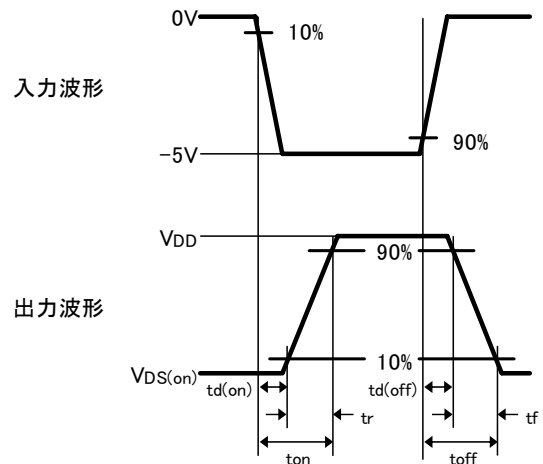 0V
10%
入力波形
-5V
90%
VDD
90%
出力波形
10%
VDS(on)
td(on)
td(off)
tr
tf
ton
toff